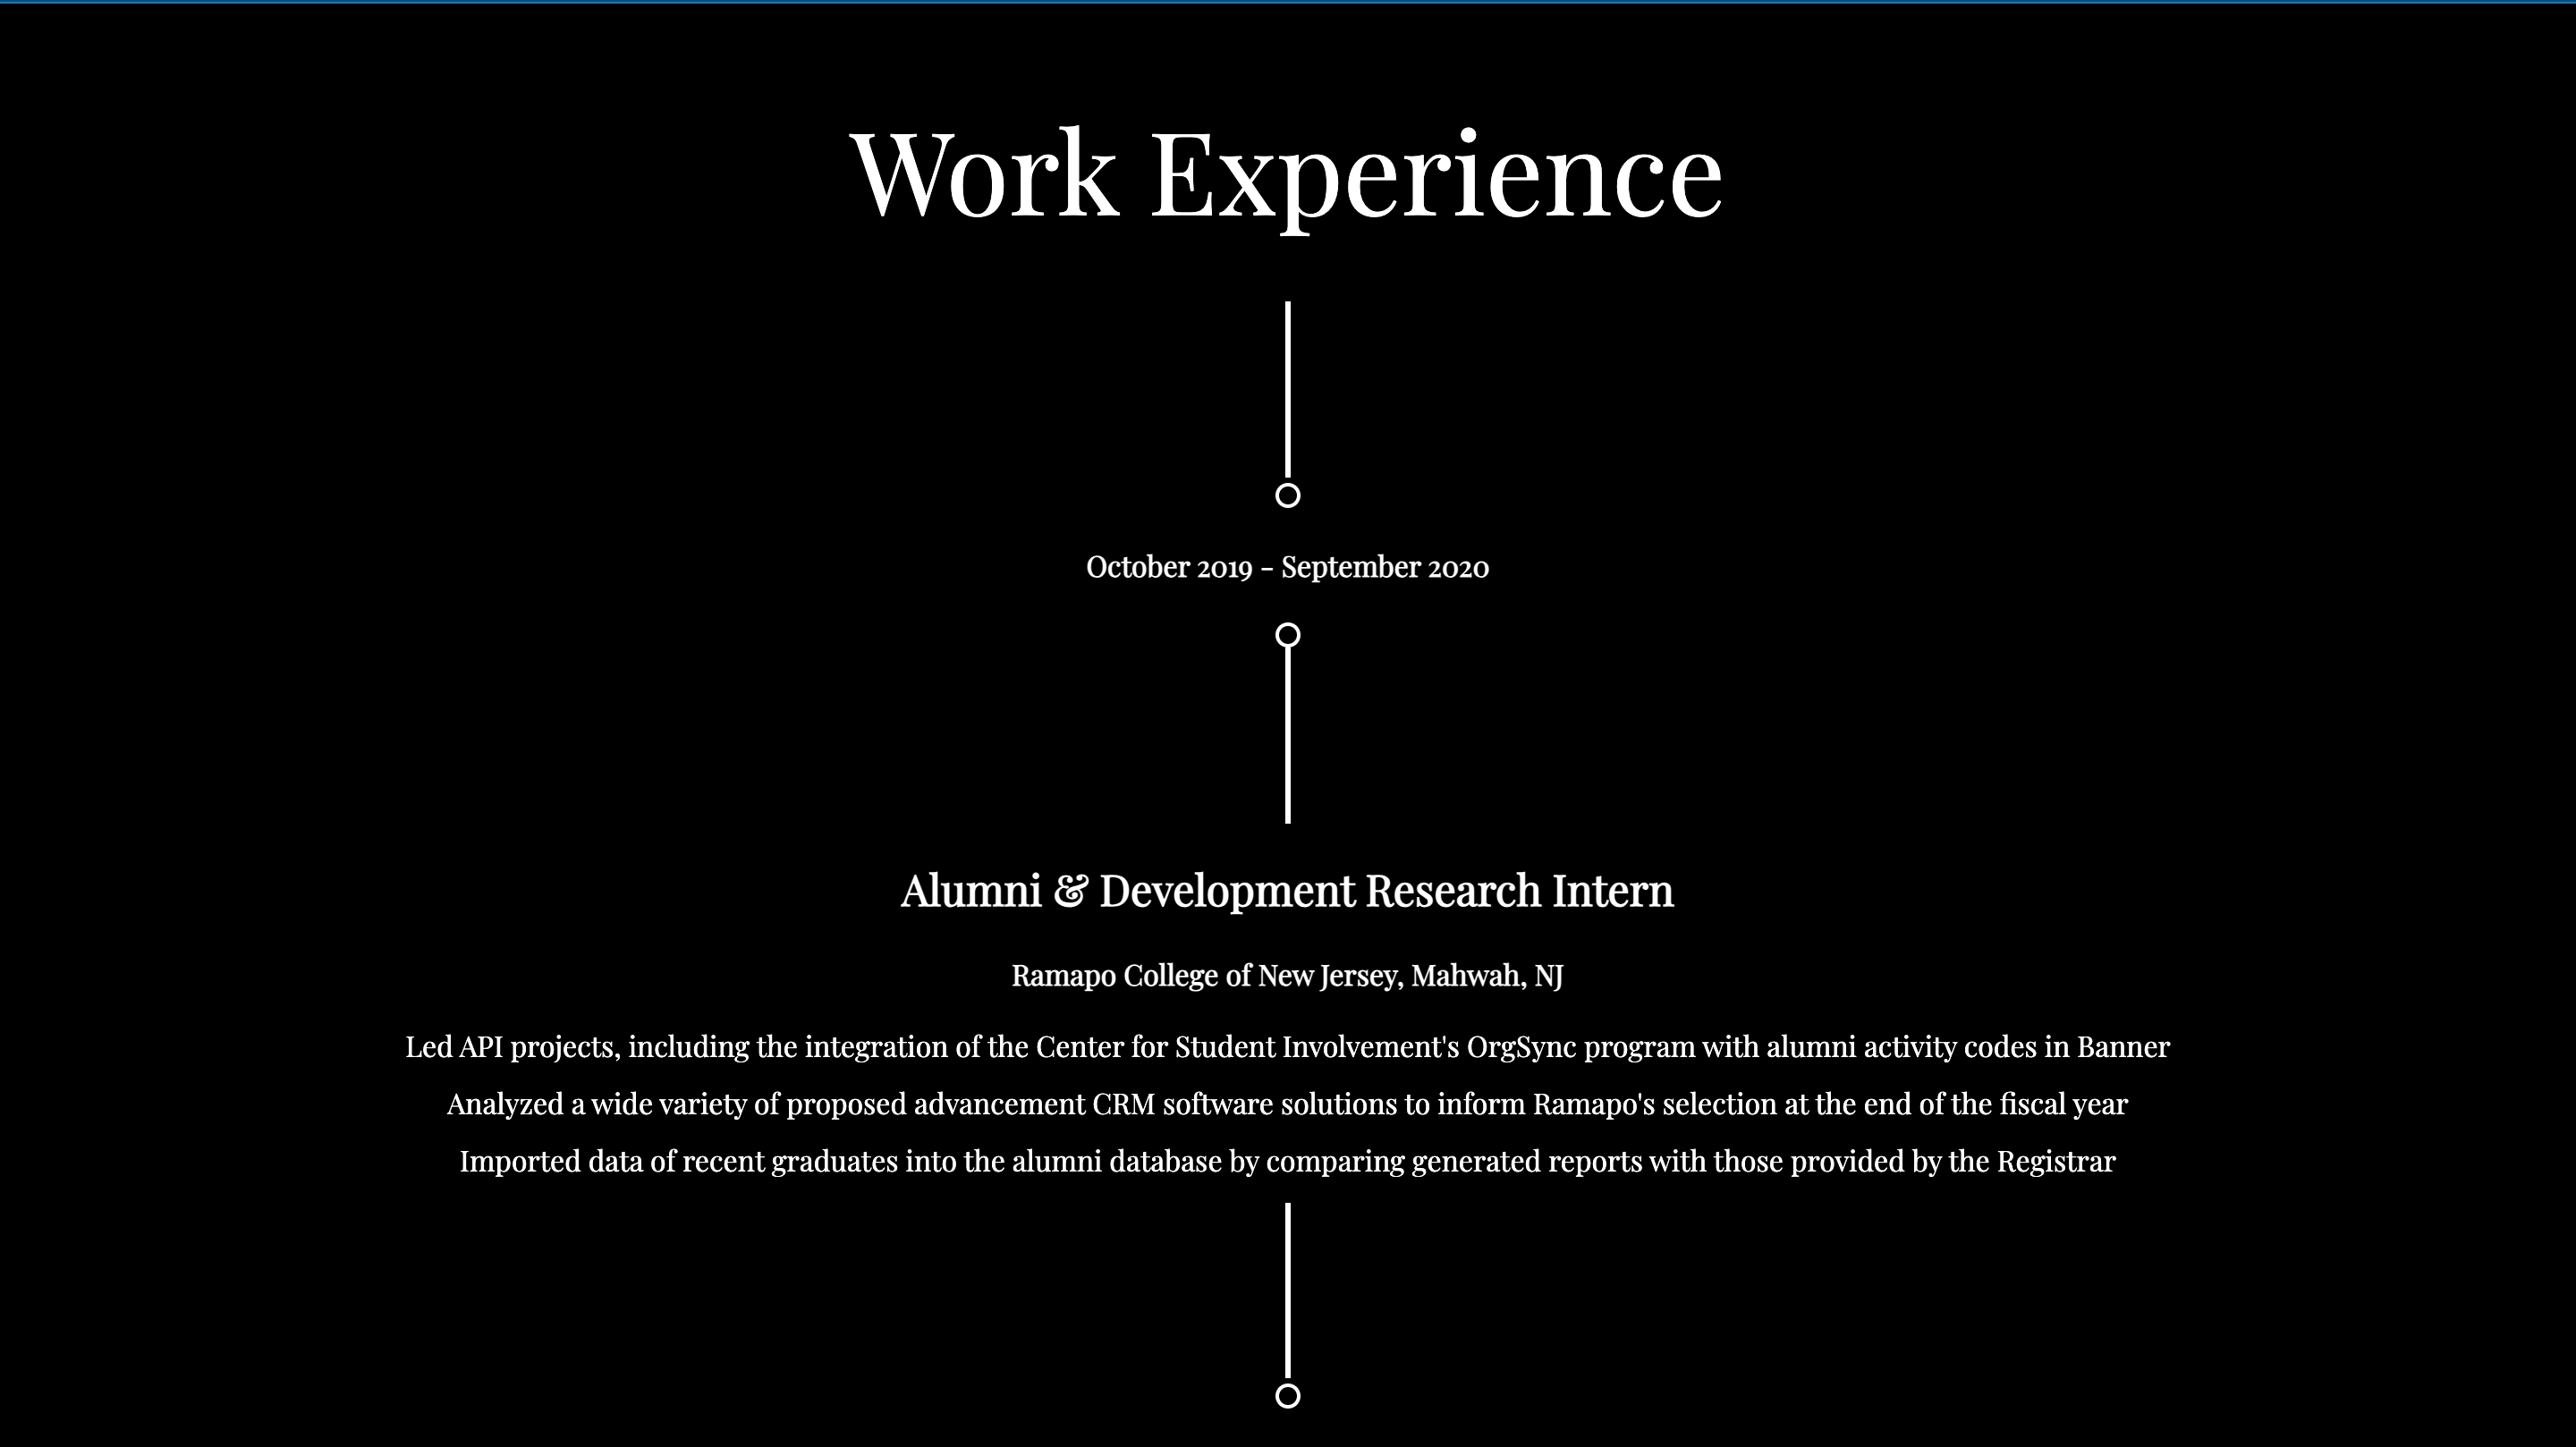 Work Experience
October 2019 - September 2020
Alumni & Development Research Intern
Ramapo College of New Jersey, Mahwah, NJ
Led API projects, including the integration of the Center for Student Involvement's OrgSync program with alumni activity codes in Banner
Analyzed a wide variety of proposed advancement CRM software solutions to inform Ramapo's selection at the end of the fiscal year
Imported data of recent graduates into the alumni database by comparing generated reports with those provided by the Registrar